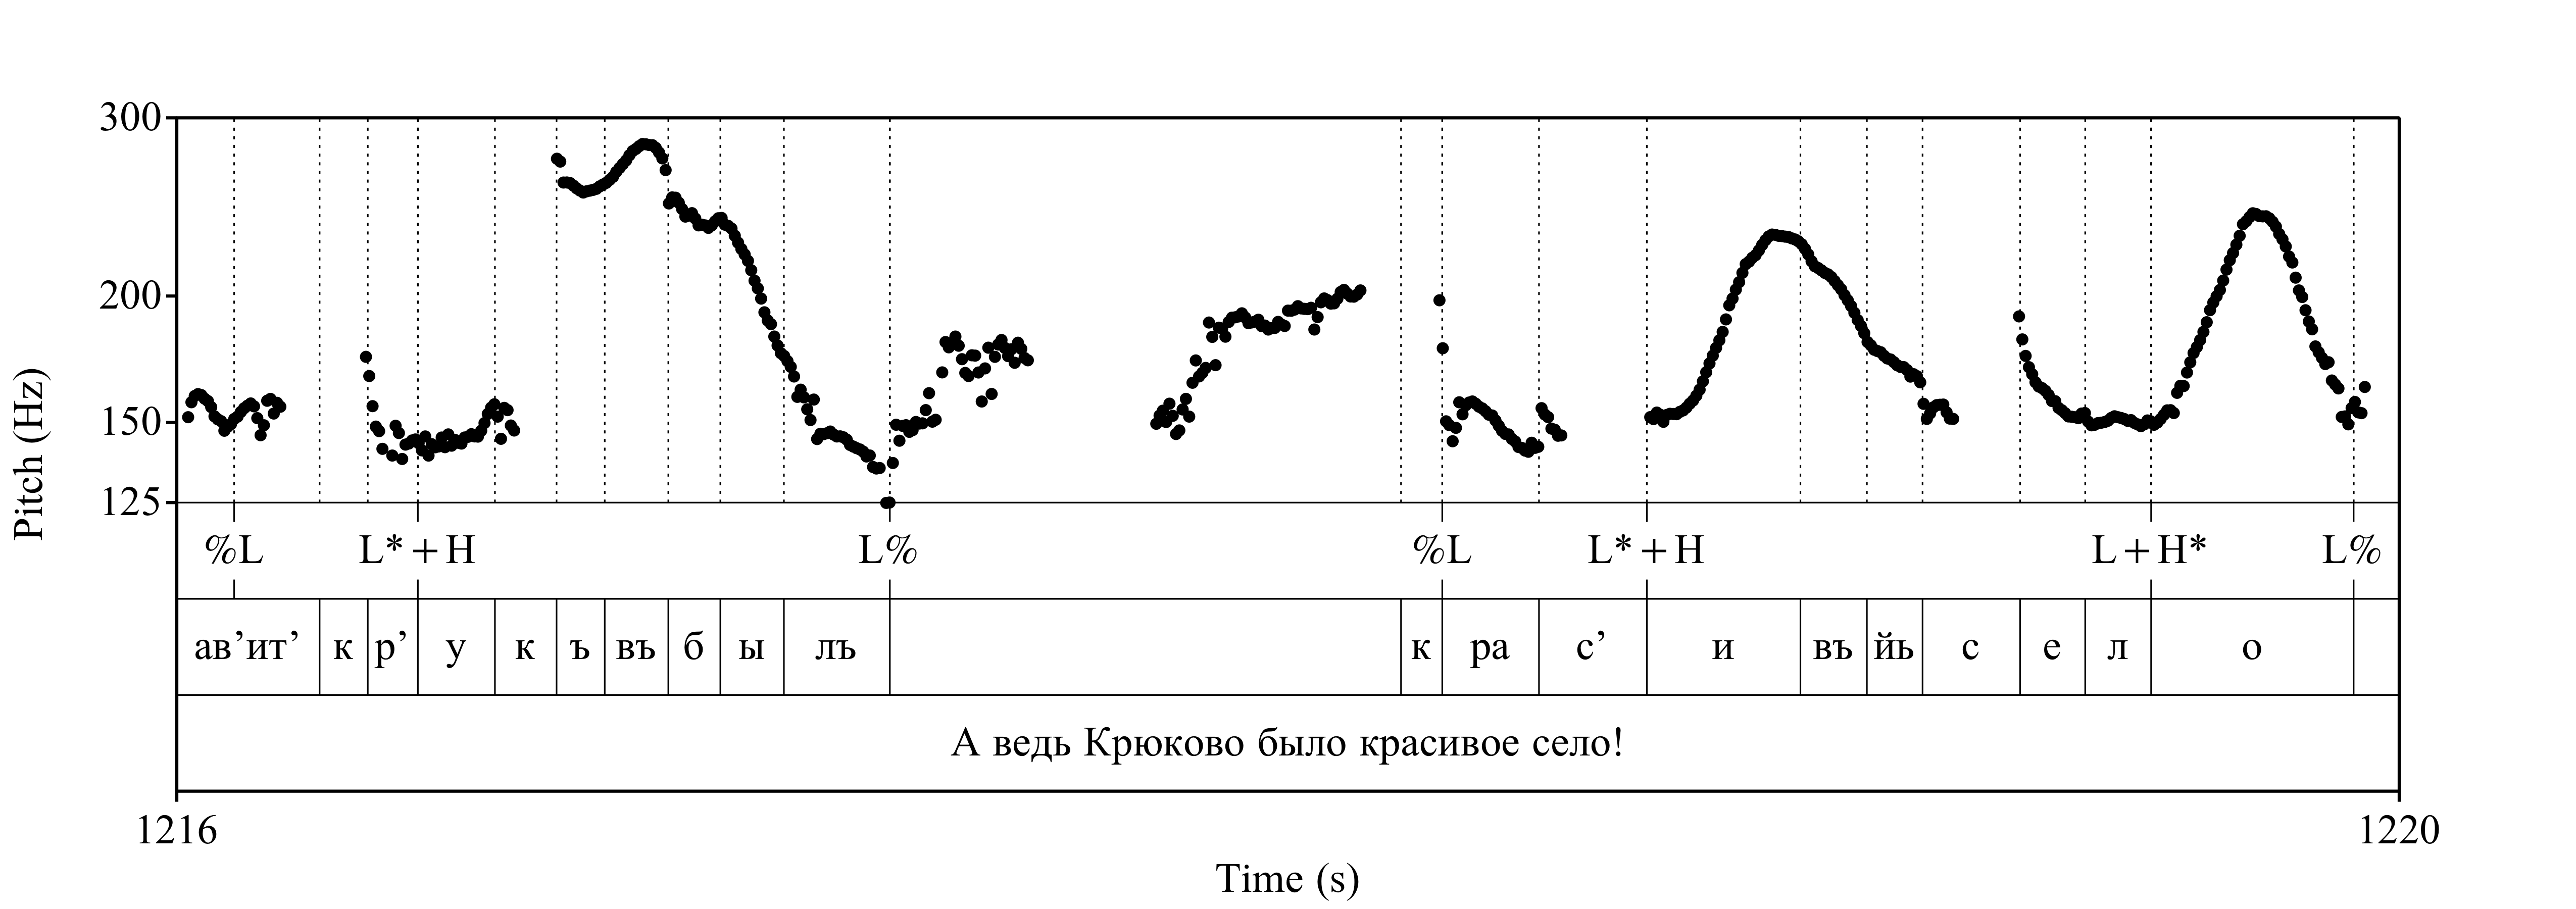 300
200
150
125
Pitch (Hz)
%L L*+H L% %L L*+H L+H* L%
ав’ит’ к р’ у к ъ въ б ы лъ к ра с’ и въ йь с е л о
А ведь Крюково было красивое село!
1216 1220
Time (s)